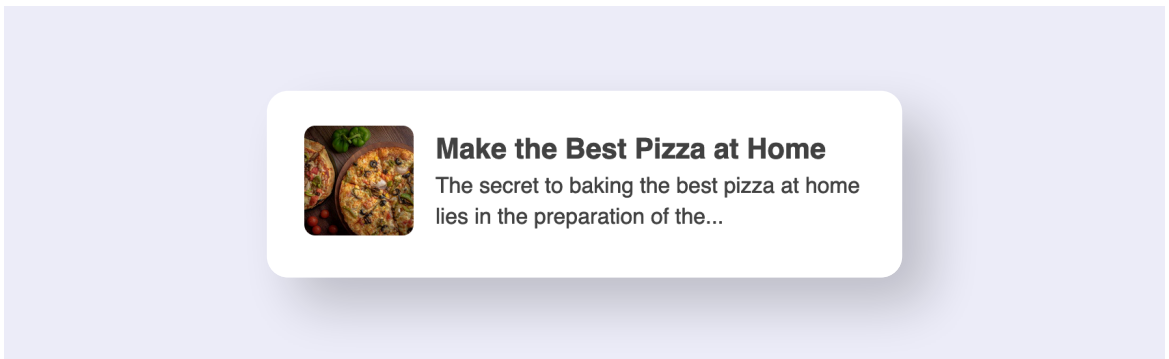 Make the Best Pizza at Home
The secret to baking the best pizza at home
lies in the preparation of the...